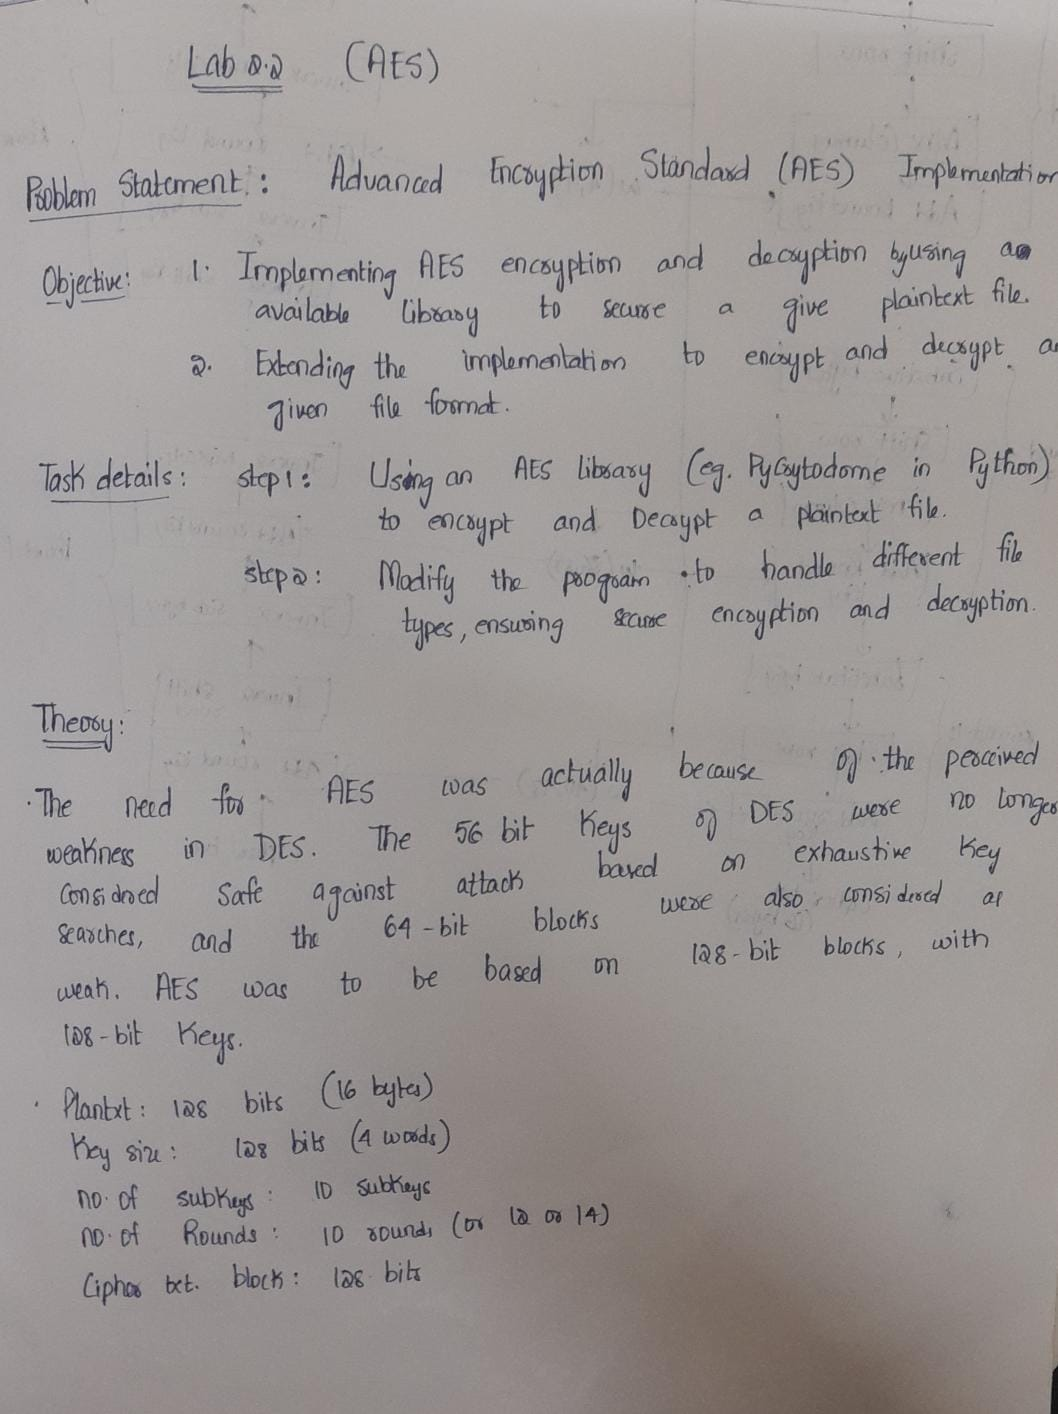 Lab 2.2 (AES)
Problem Statement : Advanced Encryption Standard (AES) Implementation
Objective: 1. Implementing AES encryption and decryption by using a
available library to secure a give plaintext file.
2. Extending the implementation to encrypt and decrypt a
given file format.
Task details : step 1 : Using an AES library (eg. PyCrytodome in Python)
to encrypt and Decrypt a plaintext file.
step 2 : Modify the program to handle different file
types, ensuring secure encryption and decryption.
Theory:
· The need for AES was actually because of the perceived
weakness in DES. The 56 bit Keys of DES were no longer
considered safe against attack based on exhaustive key
searches, and the 64-bit blocks were also considered as
weak. AES was to be based on 128-bit blocks, with
128-bit Keys.
· Plantxt : 128 bits (16 bytes)
Key size : 128 bits (4 words)
no. of subkeys : 10 subkeys
no. of Rounds : 10 rounds (or 12 or 14)
Cipher txt. block : 128 bits